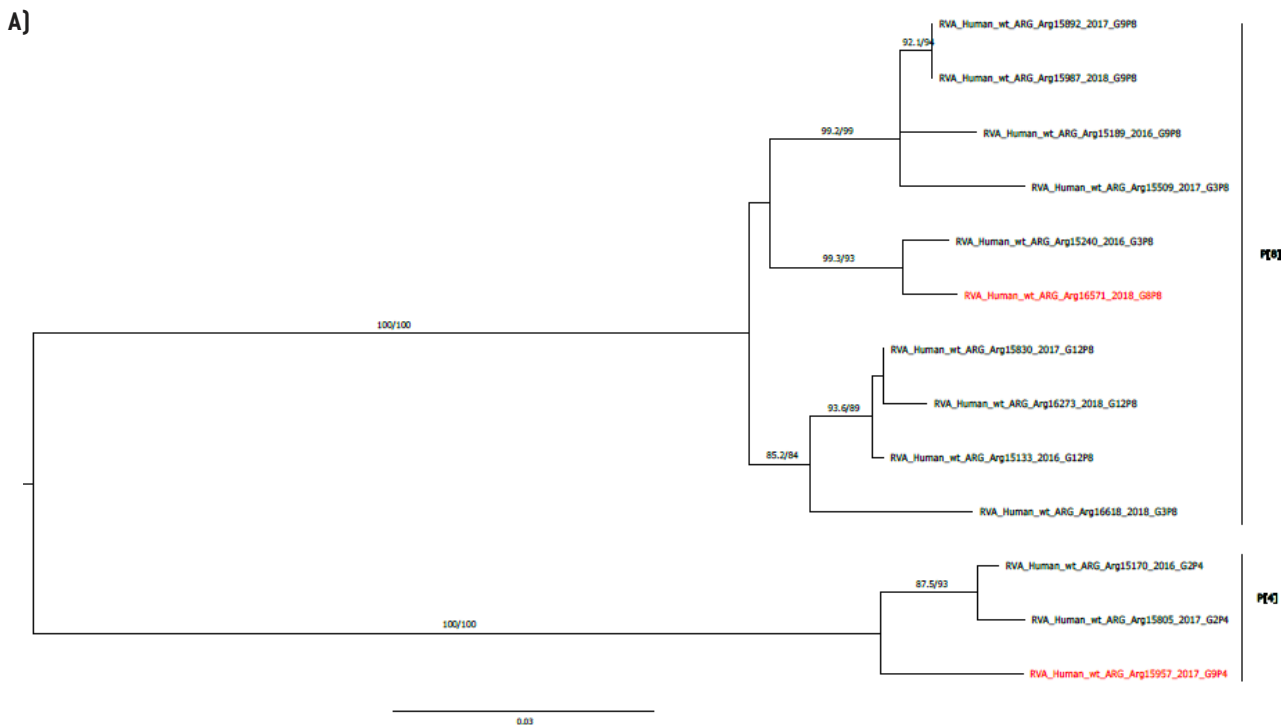 A)
RVA_Human_wt_ARG_Arg15892_2017_G9P8
92.1/94
RVA_Human_wt_ARG_Arg15987_2018_G9P8
99.2/99
RVA_Human_wt_ARG_Arg15189_2016_G9P8
RVA_Human_wt_ARG_Arg15509_2017_G3P8
RVA_Human_wt_ARG_Arg15240_2016_G3P8
P[8]
99.3/93
RVA_Human_wt_ARG_Arg16571_2018_G8P8
100/100
RVA_Human_wt_ARG_Arg15830_2017_G12P8
RVA_Human_wt_ARG_Arg16273_2018_G12P8
93.6/89
85.2/84
RVA_Human_wt_ARG_Arg15133_2016_G12P8
RVA_Human_wt_ARG_Arg16618_2018_G3P8
RVA_Human_wt_ARG_Arg15170_2016_G2P4
87.5/93
P[4]
RVA_Human_wt_ARG_Arg15805_2017_G2P4
100/100
RVA_Human_wt_ARG_Arg15957_2017_G9P4
0.03